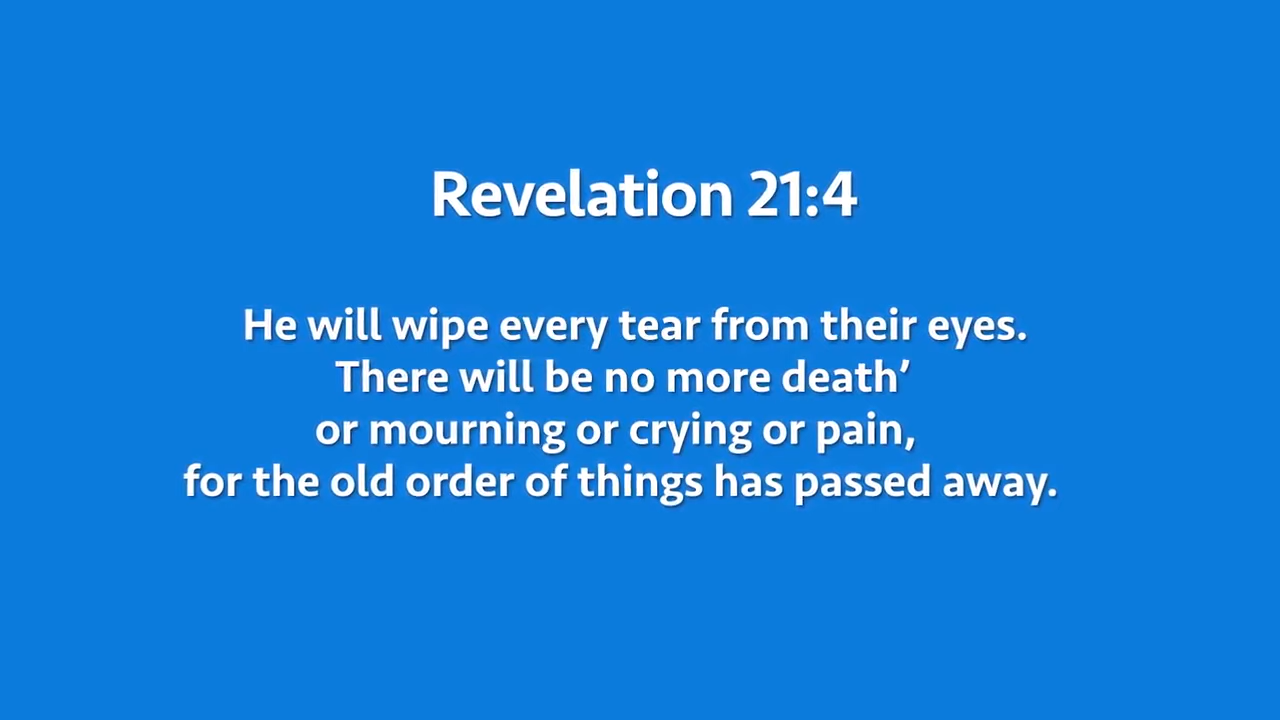 Revelation 21:4
He will wipe every tear from their eyes.
There will be no more death’
or mourning or crying or pain,
for the old order of things has passed away.